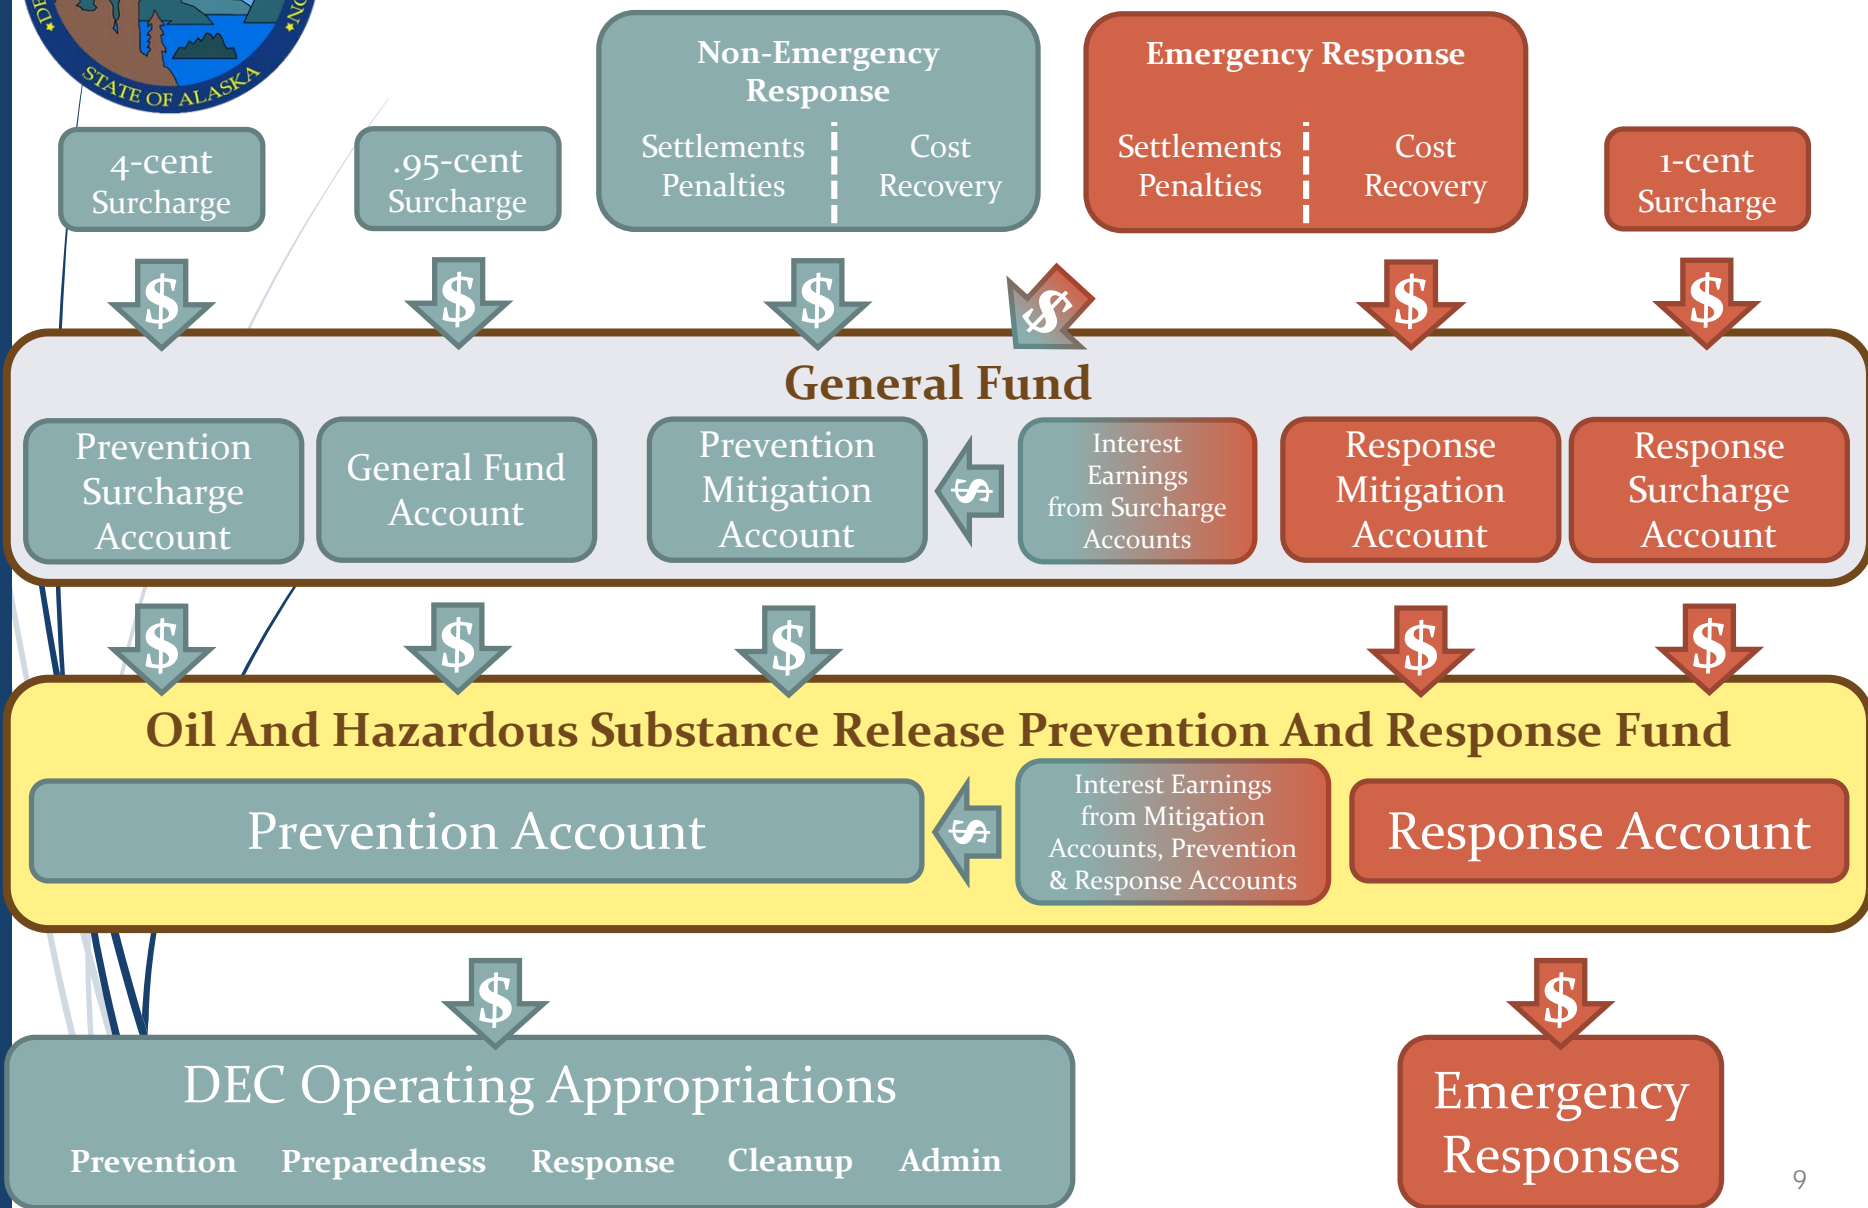 STATE OF ALASKA
Non-Emergency
Response
Settlements
Penalties
Cost
Recovery
Emergency Response
Settlements
Penalties
Cost
Recovery
4-cent
Surcharge
.95-cent
Surcharge
1-cent
Surcharge
$
$
$
$
$
$
General Fund
Prevention
Surcharge
Account
General Fund
Account
Prevention
Mitigation
Account
$
Interest
Earnings
from Surcharge
Accounts
Response
Mitigation
Account
Response
Surcharge
Account
$
$
$
$
$
Oil And Hazardous Substance Release Prevention And Response Fund
Prevention Account
$
Interest Earnings
from Mitigation
Accounts, Prevention
& Response Accounts
Response Account
$
$
DEC Operating Appropriations
Prevention Preparedness Response Cleanup Admin
Emergency
Responses
9